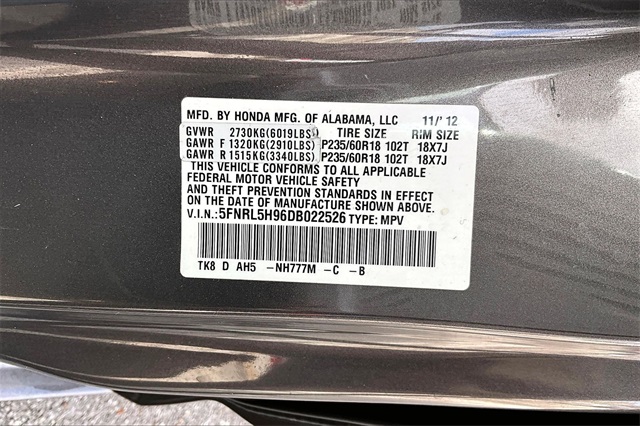 MFD. BY HONDA MFG. OF ALABAMA, LLC 11/'12
GVWR 2730KG(6019LBS) TIRE SIZE RIM SIZE
GAWR F 1320KG(2910LBS) P235/60R18 102T 18X7J
GAWR R 1515KG(3340LBS) P235/60R18 102T 18X7J
THIS VEHICLE CONFORMS TO ALL APPLICABLE
FEDERAL MOTOR VEHICLE SAFETY
AND THEFT PREVENTION STANDARDS IN EFFECT
ON THE DATE OF MANUFACTURE SHOWN ABOVE.
V.I.N.:5FNRL5H96DB022526 TYPE: MPV
TK8 D AH5 -NH777M -C -B